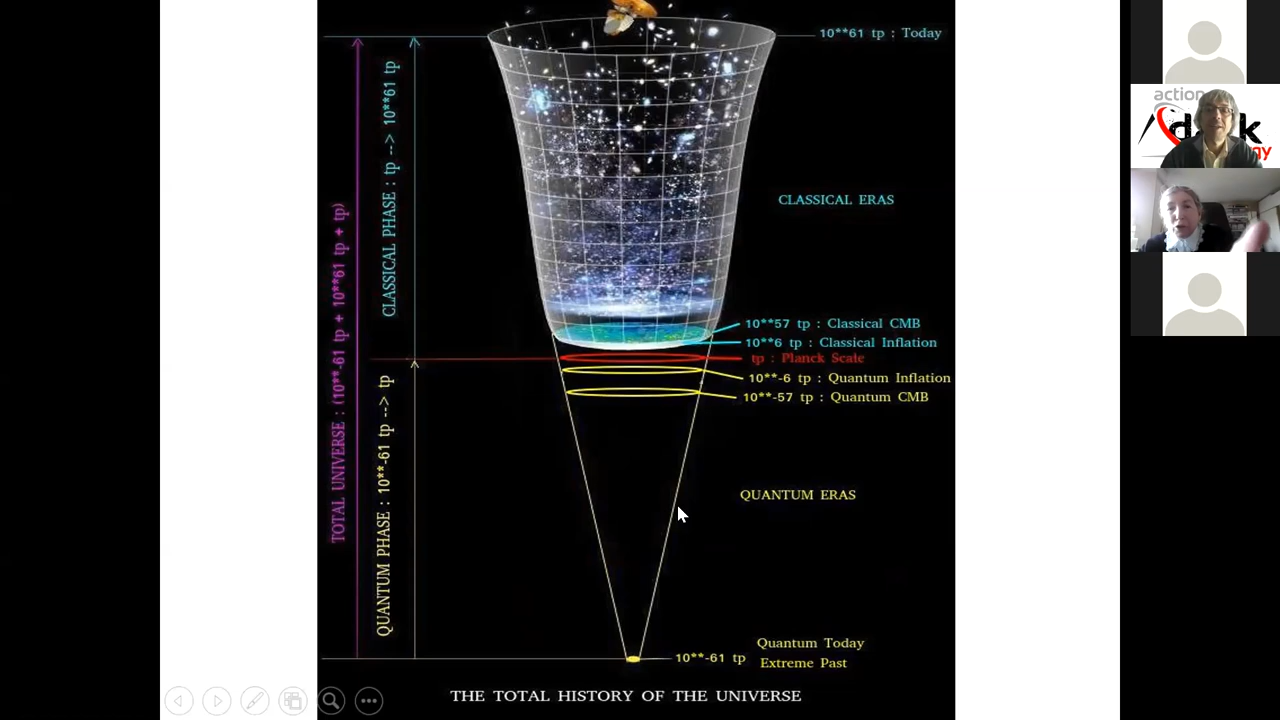 10**61 tp : Today
CLASSICAL PHASE : tp --> 10**61 tp
TOTAL UNIVERSE : (10**-61 tp + 10**61 tp + tp)
CLASSICAL ERAS
10**57 tp : Classical CMB
10**6 tp : Classical Inflation
tp : Planck Scale
10**-6 tp : Quantum Inflation
10**-57 tp : Quantum CMB
QUANTUM PHASE : 10**-61 tp --> tp
QUANTUM ERAS
10**-61 tp
Quantum Today
Extreme Past
THE TOTAL HISTORY OF THE UNIVERSE
action